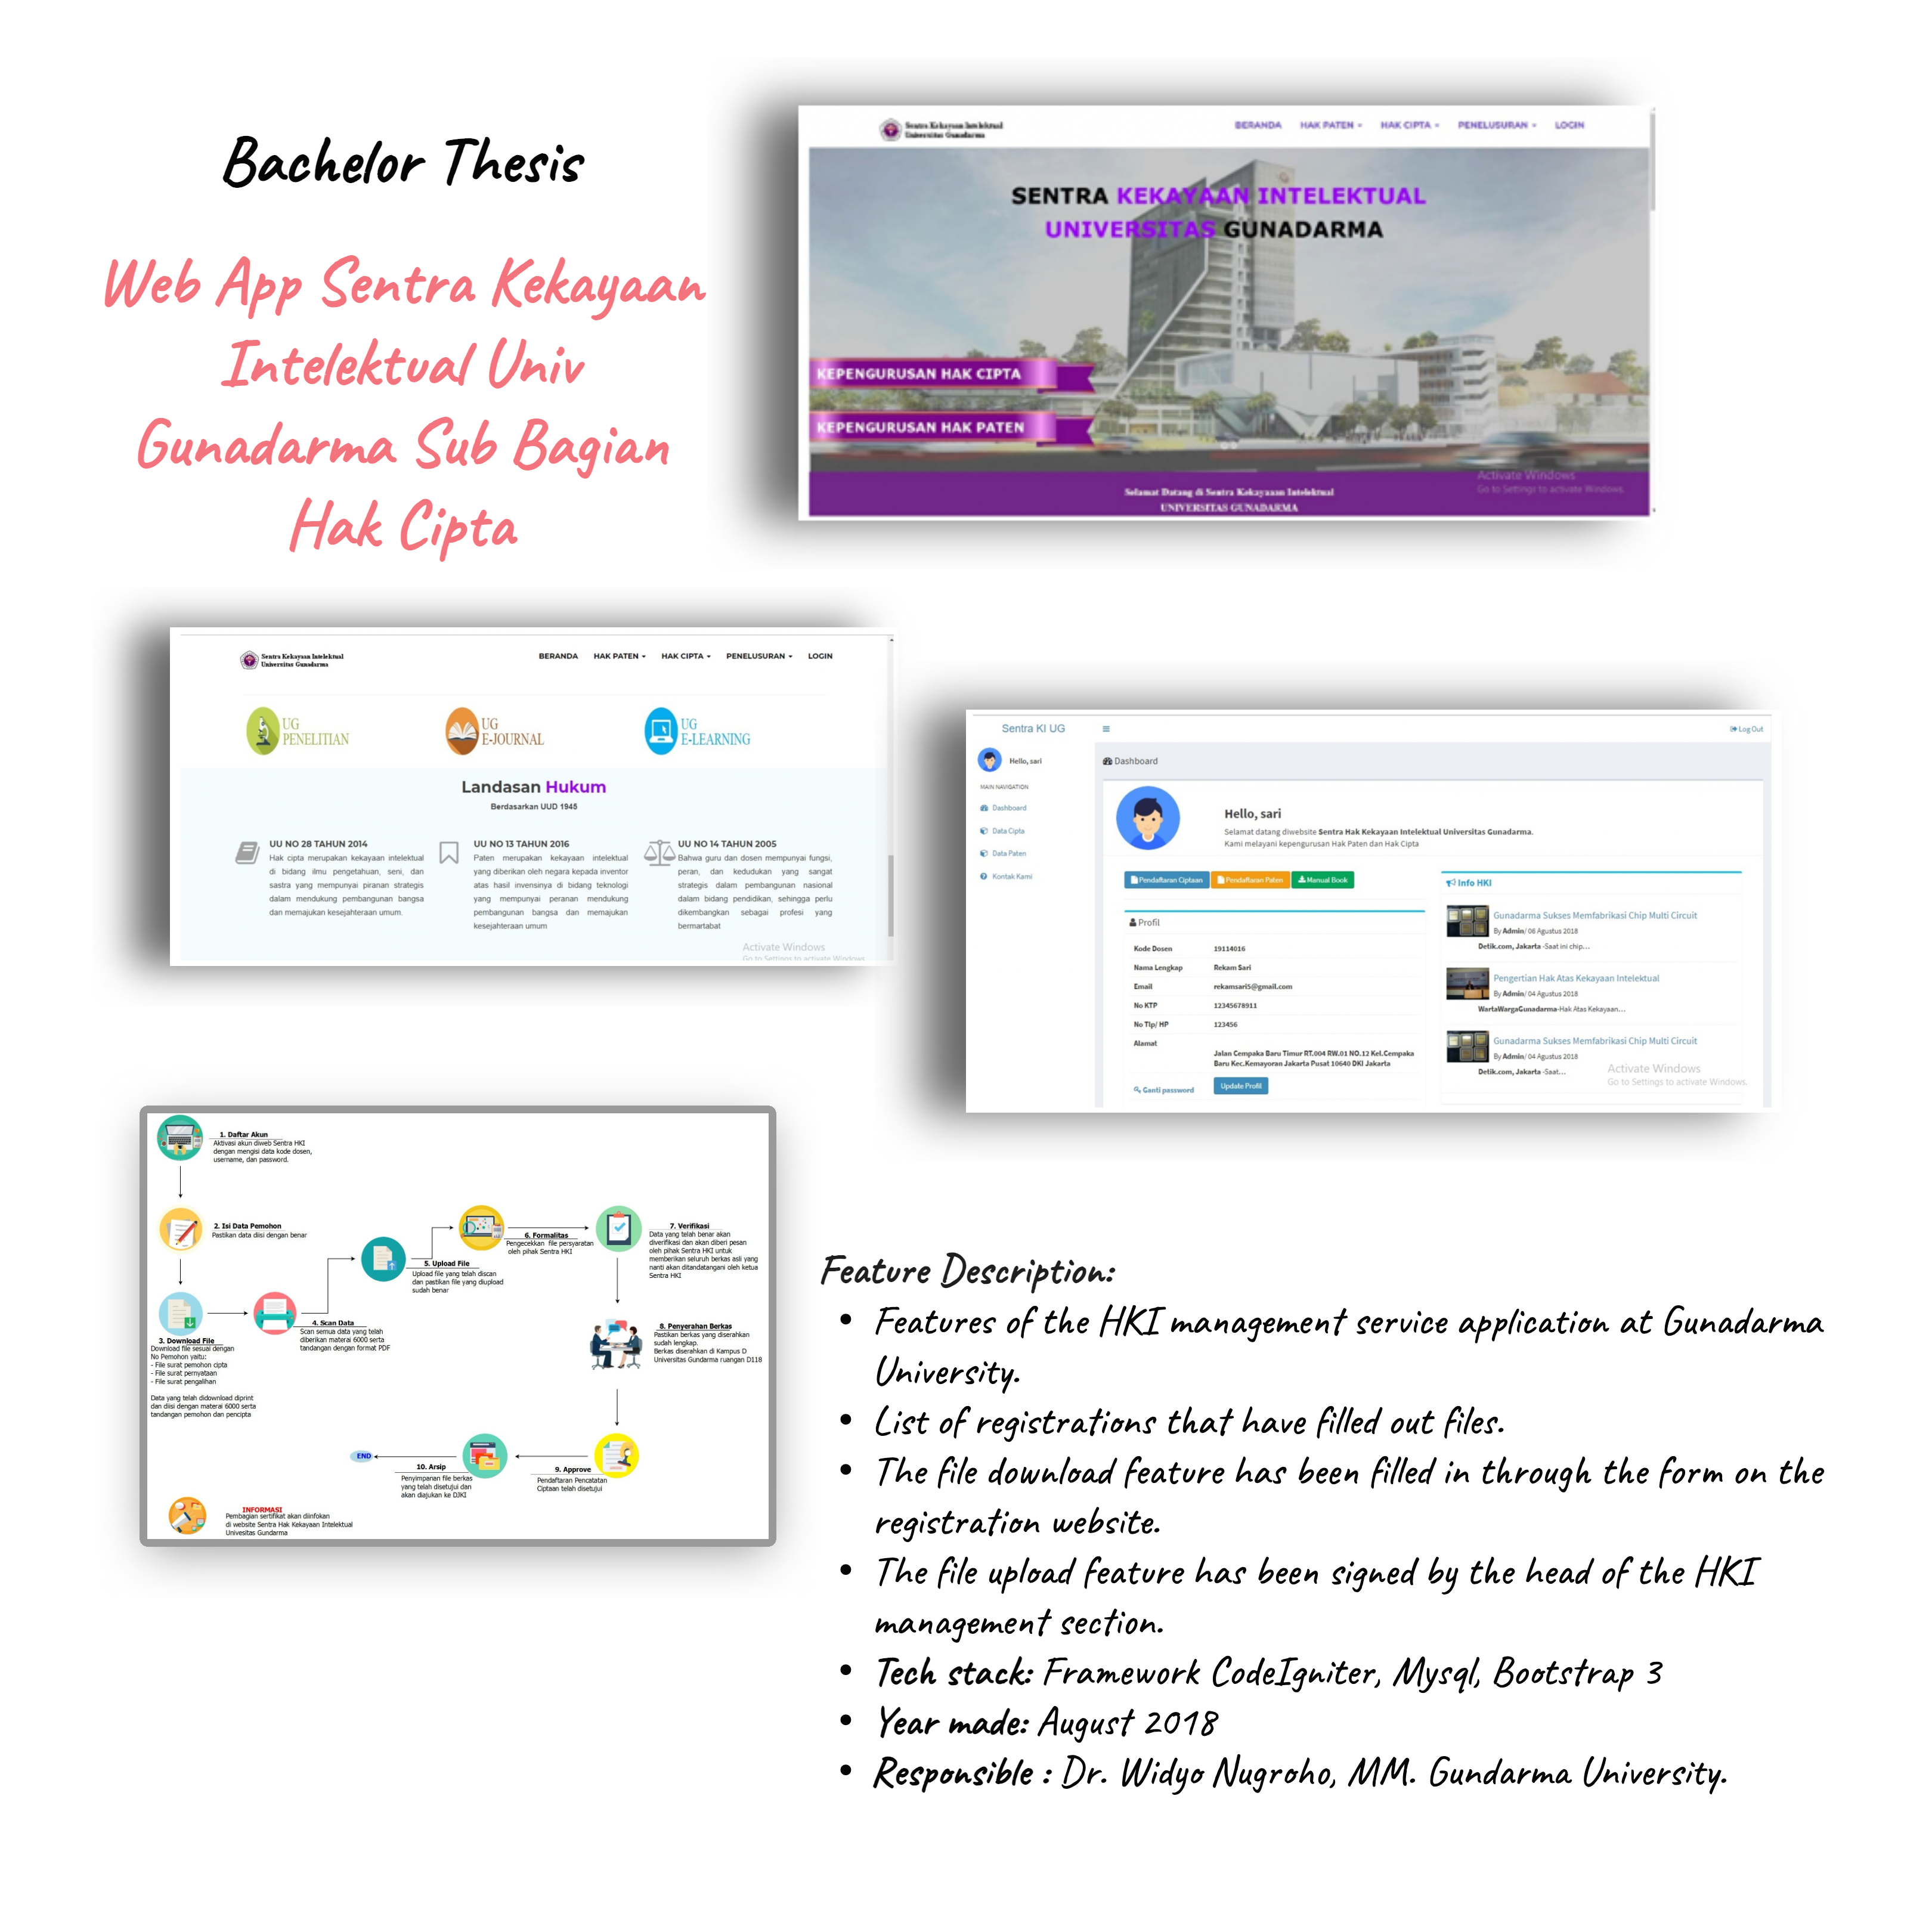 Bachelor Thesis
Web App Sentra Kekayaan
Intelektual Univ
Gunadarma Sub Bagian
Hak Cipta
Sentra Kekayaan Intelektual
Universitas Gunadarma
BERANDA HAK PATEN HAK CIPTA PENELUSURAN LOGIN
SENTRA KEKAYAAN INTELEKTUAL
UNIVERSITAS GUNADARMA
KEPENGURUSAN HAK CIPTA
KEPENGURUSAN HAK PATEN
Activate Windows
Go to Settings to activate Windows.
Selamat Datang di Sentra Kekayaaan Intelektual
UNIVERSITAS GUNADARMA
Sentra Kekayaan Intelektual
Universitas Gunadarma
BERANDA HAK PATEN HAK CIPTA PENELUSURAN LOGIN
UG
PENELITIAN
UG
E-JOURNAL
UG
E-LEARNING
Landasan Hukum
Berdasarkan UUD 1945
UU NO 28 TAHUN 2014
Hak cipta merupakan kekayaan intelektual
di bidang ilmu pengetahuan, seni, dan
sastra yang mempunyai piranan strategis
dalam mendukung pembangunan bangsa
dan memajukan kesejahteraan umum.
UU NO 13 TAHUN 2016
Paten merupakan kekayaan intelektual
yang diberikan oleh negara kepada inventor
atas hasil invensinya di bidang teknologi
yang mempunyai peranan mendukung
pembangunan bangsa dan memajukan
kesejahteraan umum
UU NO 14 TAHUN 2005
Bahwa guru dan dosen mempunyai fungsi,
peran, dan kedudukan yang sangat
strategis dalam pembangunan nasional
dalam bidang pendidikan, sehingga perlu
dikembangkan sebagai profesi yang
bermartabat
Activate Windows
Go to Settings to activate Windows.
Sentra KI UG
Log Out
Hello, sari
MAIN NAVIGATION
Dashboard
Data Cipta
Data Paten
Kontak Kami
Dashboard
Hello, sari
Selamat datang diwebsite Sentra Hak Kekayaan Intelektual Universitas Gunadarma.
Kami melayani kepengurusan Hak Paten dan Hak Cipta
Pendaftaran Ciptaan Pendaftaran Paten Manual Book
Profil
Kode Dosen 19114016
Nama Lengkap Rekam Sari
Email rekamsari5@gmail.com
No KTP 12345678911
No Tlp/ HP 123456
Alamat
Jalan Cempaka Baru Timur RT.004 RW.01 NO.12 Kel.Cempaka
Baru Kec.Kemayoran Jakarta Pusat 10640 DKI Jakarta
Ganti password Update Profil
Info HKI
Gunadarma Sukses Memfabrikasi Chip Multi Circuit
By Admin/ 08 Agustus 2018
Detik.com, Jakarta -Saat ini chip...
Pengertian Hak Atas Kekayaan Intelektual
By Admin/ 04 Agustus 2018
WartaWargaGunadarma-Hak Atas Kekayaan...
Gunadarma Sukses Memfabrikasi Chip Multi Circuit
By Admin/ 04 Agustus 2018
Detik.com, Jakarta -Saat...
Activate Windows
Go to Settings to activate Windows.
1. Daftar Akun
Aktivasi akun diweb Sentra HKI
dengan mengisi data kode dosen,
username, dan password.
2. Isi Data Pemohon
Pastikan data diisi dengan benar
3. Download File
Download file sesuai dengan
No Pemohon yaitu:
- File surat pemohon cipta
- File surat pernyataan
- File surat pengalihan
Data yang telah didownload diprint
dan diisi dengan materai 6000 serta
tandangan pemohon dan pencipta
4. Scan Data
Scan semua data yang telah
diberikan materai 6000 serta
tandangan dengan format PDF
5. Upload File
Upload file yang telah discan
dan pastikan file yang diupload
sudah benar
6. Formalitas
Pengecekkan file persyaratan
oleh pihak Sentra HKI
7. Verifikasi
Data yang telah benar akan
diverifikasi dan akan diberi pesan
oleh pihak Sentra HKI untuk
memberikan seluruh berkas asli yang
nanti akan ditandatangani oleh ketua
Sentra HKI
8. Penyerahan Berkas
Pastikan berkas yang diserahkan
sudah lengkap.
Berkas diserahkan di Kampus D
Universitas Gundarma ruangan D118
9. Approve
Pendaftaran Pencatatan
Ciptaan telah disetujui
10. Arsip
Penyimpanan file berkas
yang telah disetujui dan
akan diajukan ke DJKI
END
INFORMASI
Pembagian sertifikat akan diinfokan
di website Sentra Hak Kekayaan Intelektual
Univesitas Gundarma
Feature Description:
• Features of the HKI management service application at Gunadarma
University.
• List of registrations that have filled out files.
• The file download feature has been filled in through the form on the
registration website.
• The file upload feature has been signed by the head of the HKI
management section.
• Tech stack: Framework CodeIgniter, Mysql, Bootstrap 3
• Year made: August 2018
• Responsible : Dr. Widyo Nugroho, MM. Gundarma University.